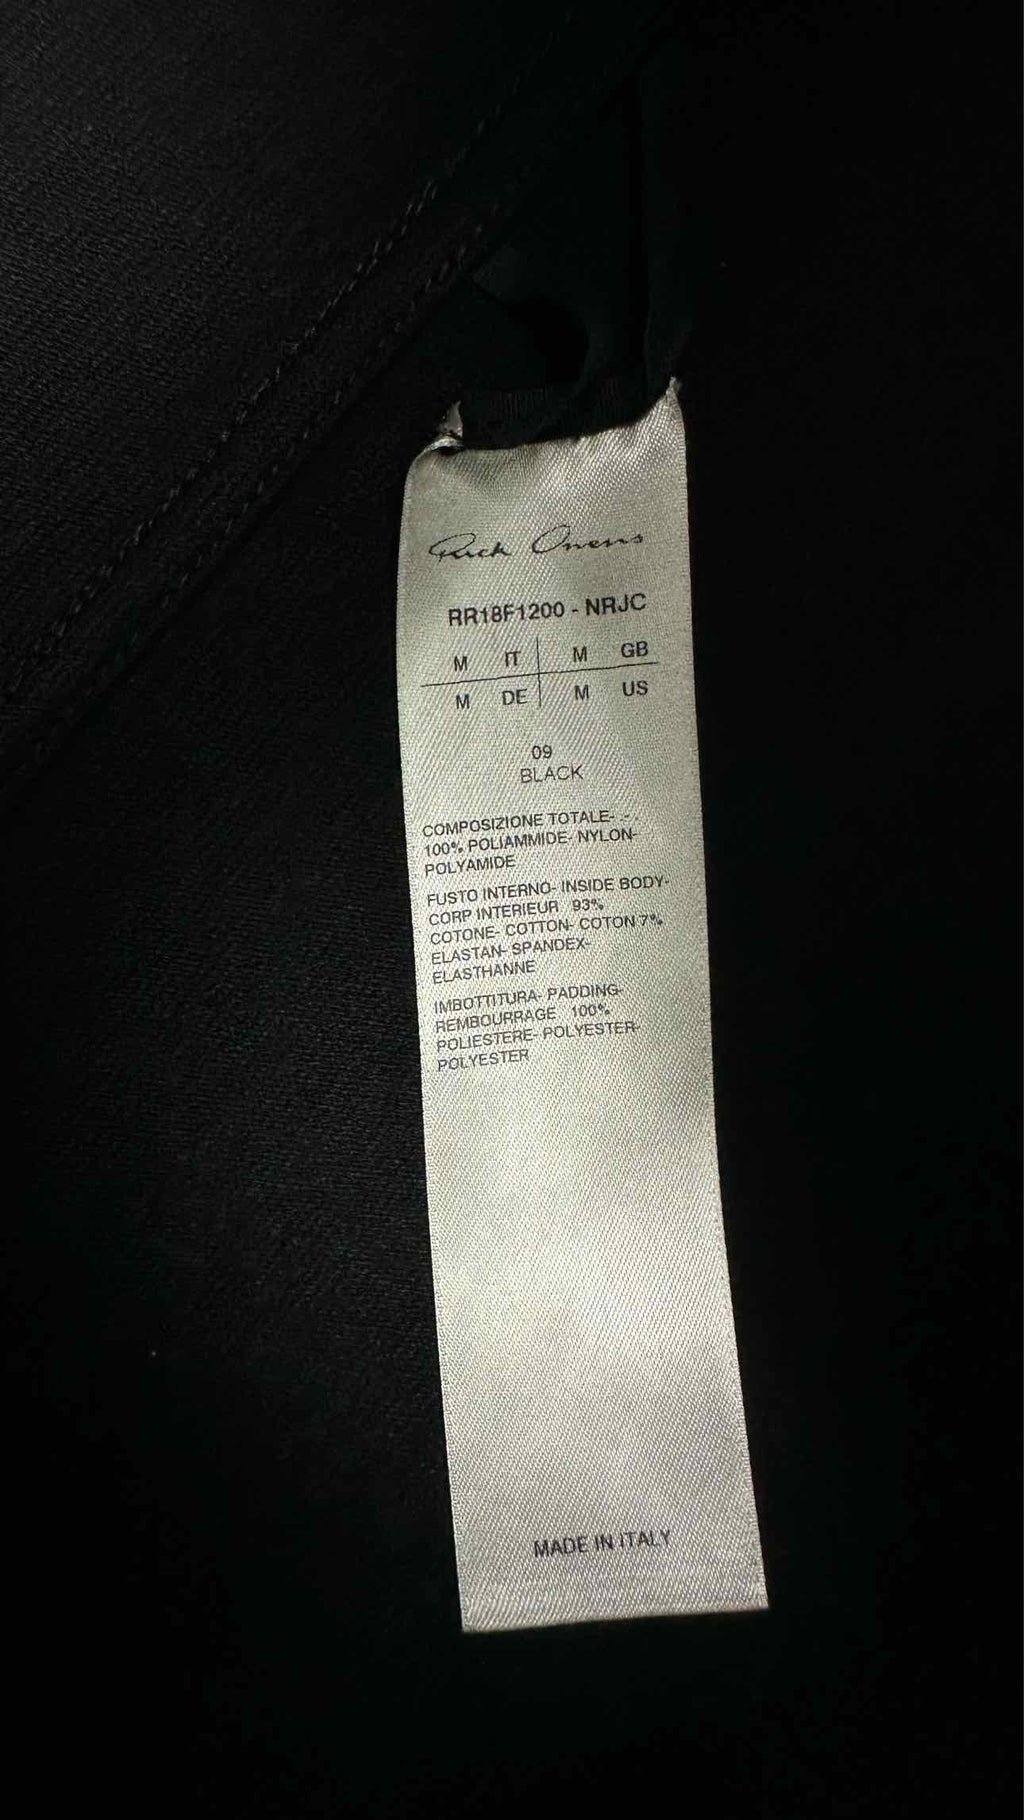 Rick Owens
RR18F1200 - NRJC
M IT M GB
M DE M US
09
BLACK
COMPOSIZIONE TOTALE- - .
100% POLIAMMIDE- NYLON-
POLYAMIDE
FUSTO INTERNO- INSIDE BODY-
CORP INTERIEUR 93%
COTONE- COTTON- COTON 7%
ELASTAN- SPANDEX-
ELASTHANNE
IMBOTTITURA- PADDING-
REMBOURRAGE 100%
POLIESTERE- POLYESTER-
POLYESTER
MADE IN ITALY